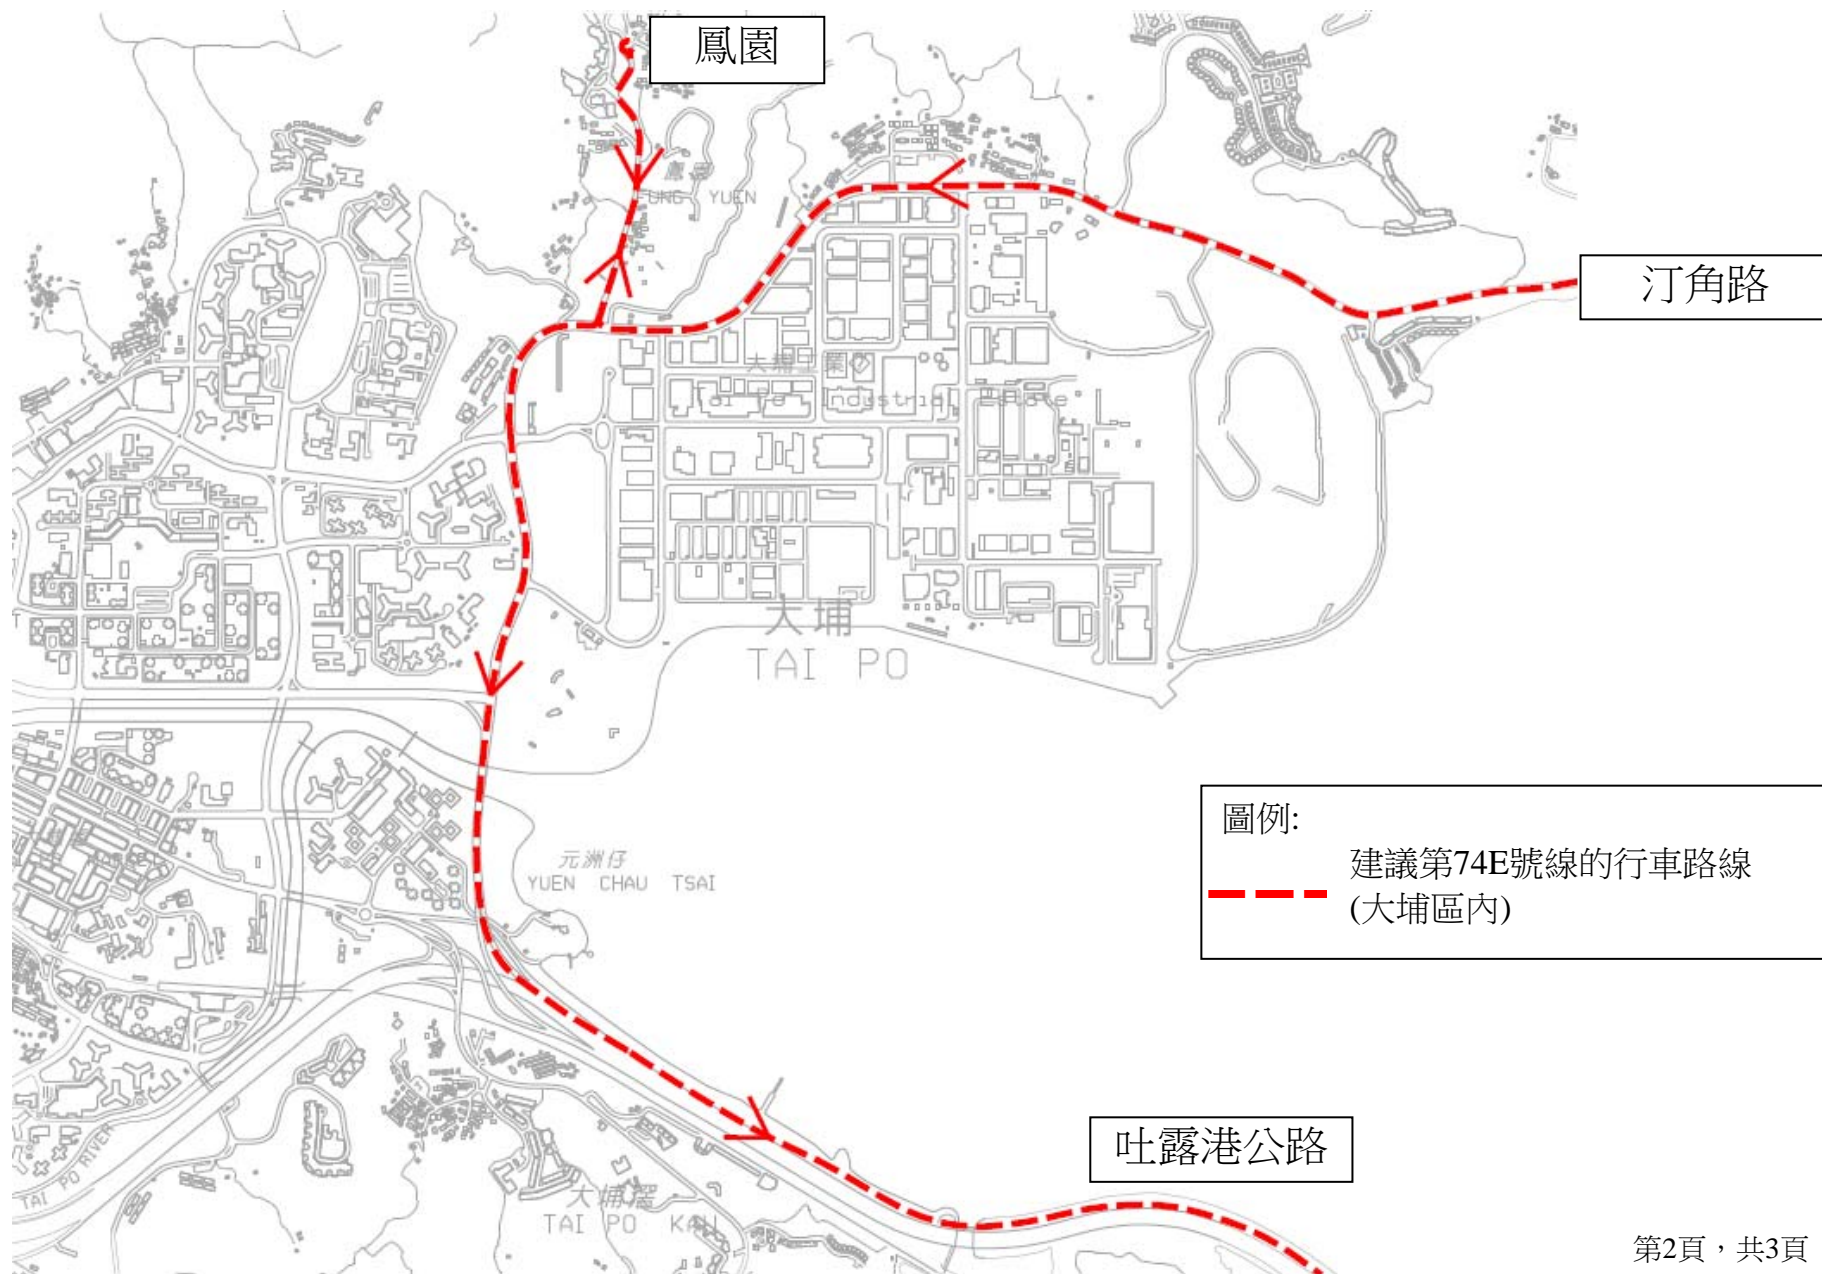 鳳園
鳳園
FUNG YUEN
汀角路
大埔工業邨
Tai Po Industrial Estate
大埔
TAI PO
圖例:
建議第74E號線的行車路線
(大埔區內)
元洲仔
YUEN CHAU TSAI
吐露港公路
TAI PO RIVER
大埔滘
TAI PO KAU
第2頁，共3頁